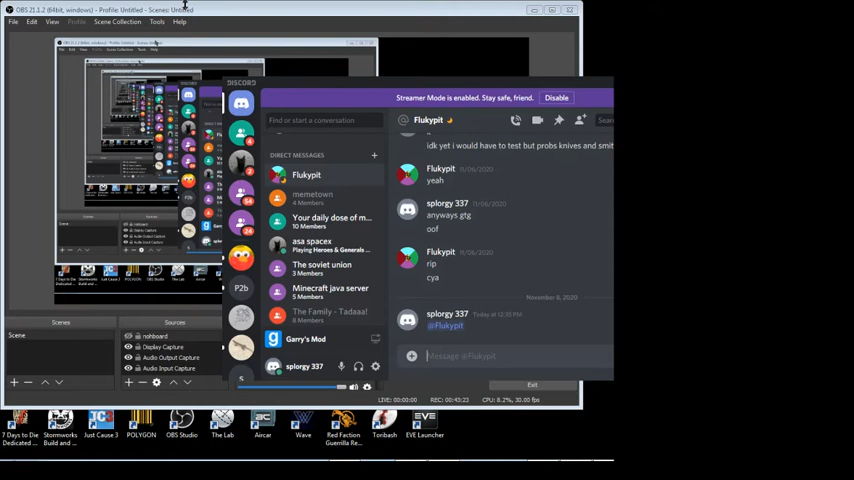 OBS 21.1.2 (64bit, windows) - Profile: Untitled - Scenes: Untitled
File Edit View Profile Scene Collection Tools Help
DISCORD
Streamer Mode is enabled. Stay safe, friend. Disable
Find or start a conversation
@ Flukypit
Sear
idk yet i would have to test but probs knives and smit
DIRECT MESSAGES +
Flukypit
memetown
4 Members
Your daily dose of m...
10 Members
asa spacex
Playing Heroes & Generals ...
The soviet union
3 Members
Minecraft java server
5 Members
The Family - Tadaaa!
8 Members
Garry's Mod
splorgy 337
4
2
54
24
P2b
S
Flukypit 11/06/2020
yeah
splorgy 337 11/06/2020
anyways gtg
oof
Flukypit 11/06/2020
rip
cya
November 8, 2020
splorgy 337 Today at 12:35 PM
@Flukypit
Message @Flukypit
Scenes
Sources
Scene
nohboard
Display Capture
Audio Output Capture
Audio Input Capture
Exit
LIVE: 00:00:00 REC: 00:43:23 CPU: 8.2%, 30.00 fps
7 Days to Die Dedicated ...
Stormworks Build and ...
Just Cause 3
POLYGON
OBS Studio
The Lab
Aircar
Wave
Red Faction Guerrilla Re...
Toribash
EVE Launcher